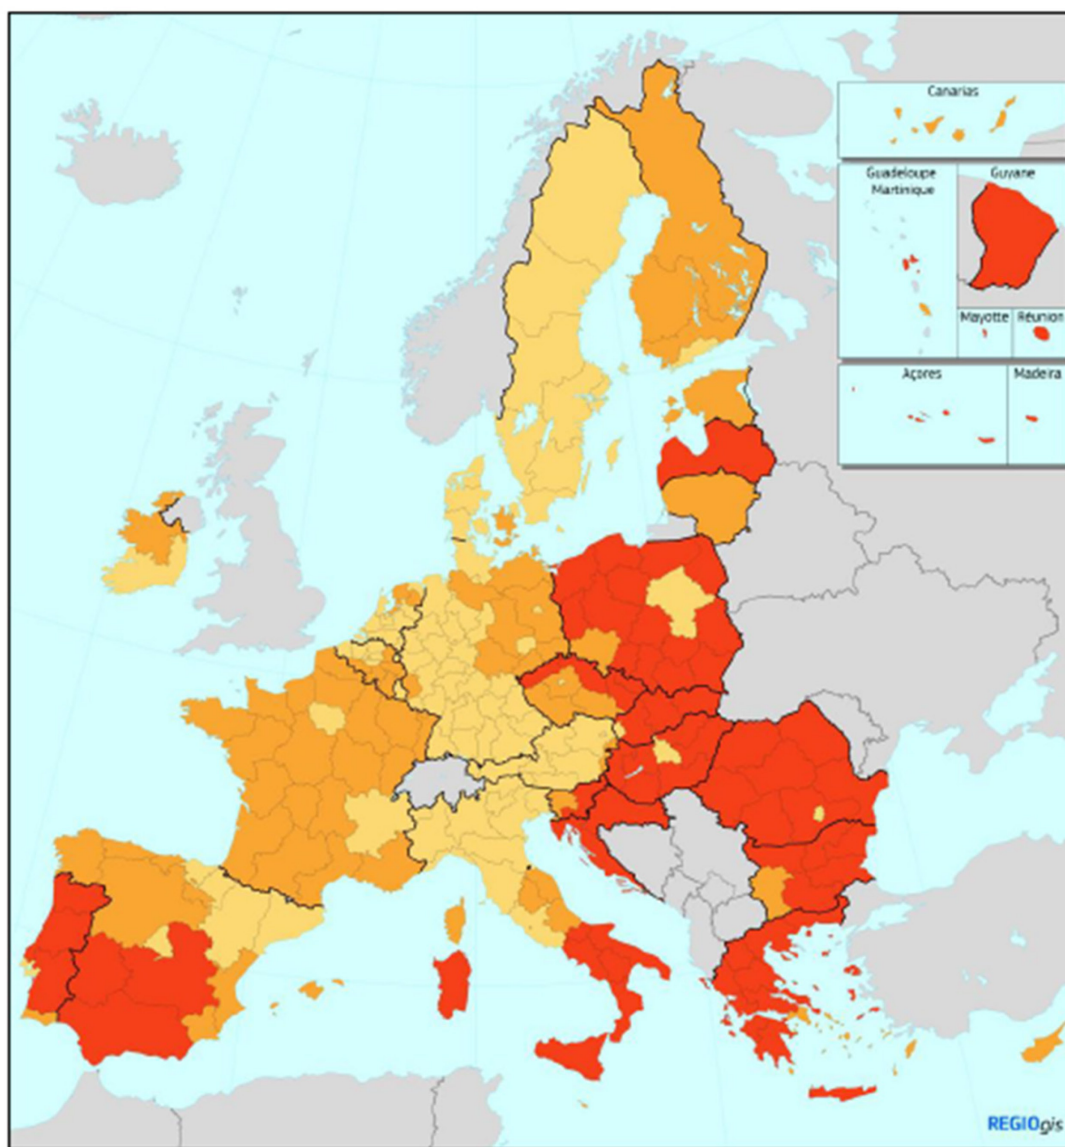 Canarias
Guadeloupe
Martinique
Guyane
Mayotte
Réunion
Açores
Madeira
REGIOgis